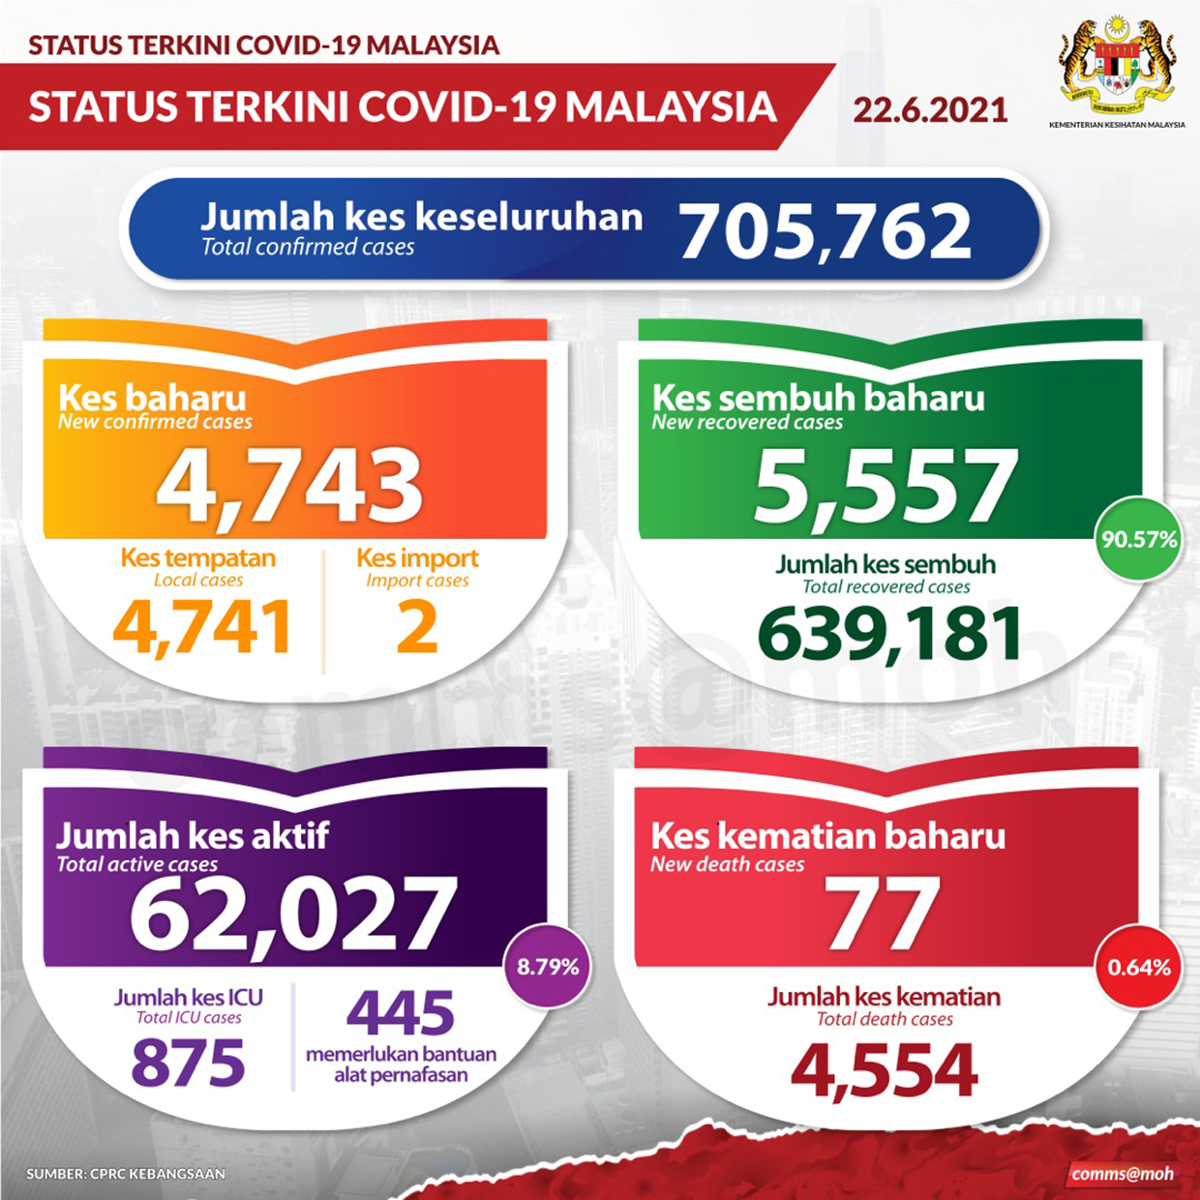 STATUS TERKINI COVID-19 MALAYSIA
STATUS TERKINI COVID-19 MALAYSIA
22.6.2021
KEMENTERIAN KESIHATAN MALAYSIA
Jumlah kes keseluruhan
Total confirmed cases
705,762
Kes baharu
New confirmed cases
4,743
Kes tempatan
Local cases
4,741
Kes import
Import cases
2
Kes sembuh baharu
New recovered cases
5,557
90.57%
Jumlah kes sembuh
Total recovered cases
639,181
Jumlah kes aktif
Total active cases
62,027
8.79%
Jumlah kes ICU
Total ICU cases
875
445
memerlukan bantuan
alat pernafasan
Kes kematian baharu
New death cases
77
0.64%
Jumlah kes kematian
Total death cases
4,554
SUMBER: CPRC KEBANGSAAN
comms@moh